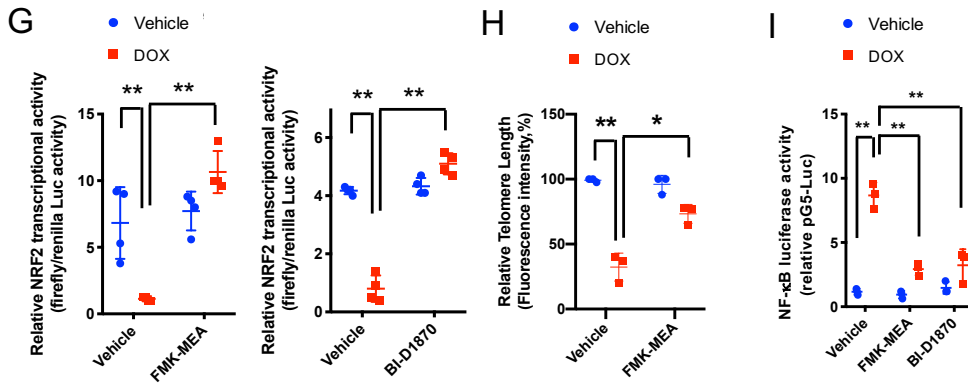 G
Vehicle
DOX
Relative NRF2 transcriptional activity
(firefly/renilla Luc activity)
15
10
5
0
**
**
Vehicle
FMK-MEA
Relative NRF2 transcriptional activity
(firefly/renilla Luc activity)
6
4
2
0
**
**
Vehicle
BI-D1870
H
Vehicle
DOX
Relative Telomere Length
(Fluorescence intensity,%)
150
100
50
0
**
*
Vehicle
FMK-MEA
I
Vehicle
DOX
NF-κB luciferase activity
(relative pG5-Luc)
15
10
5
0
**
**
**
Vehicle
FMK-MEA
BI-D1870